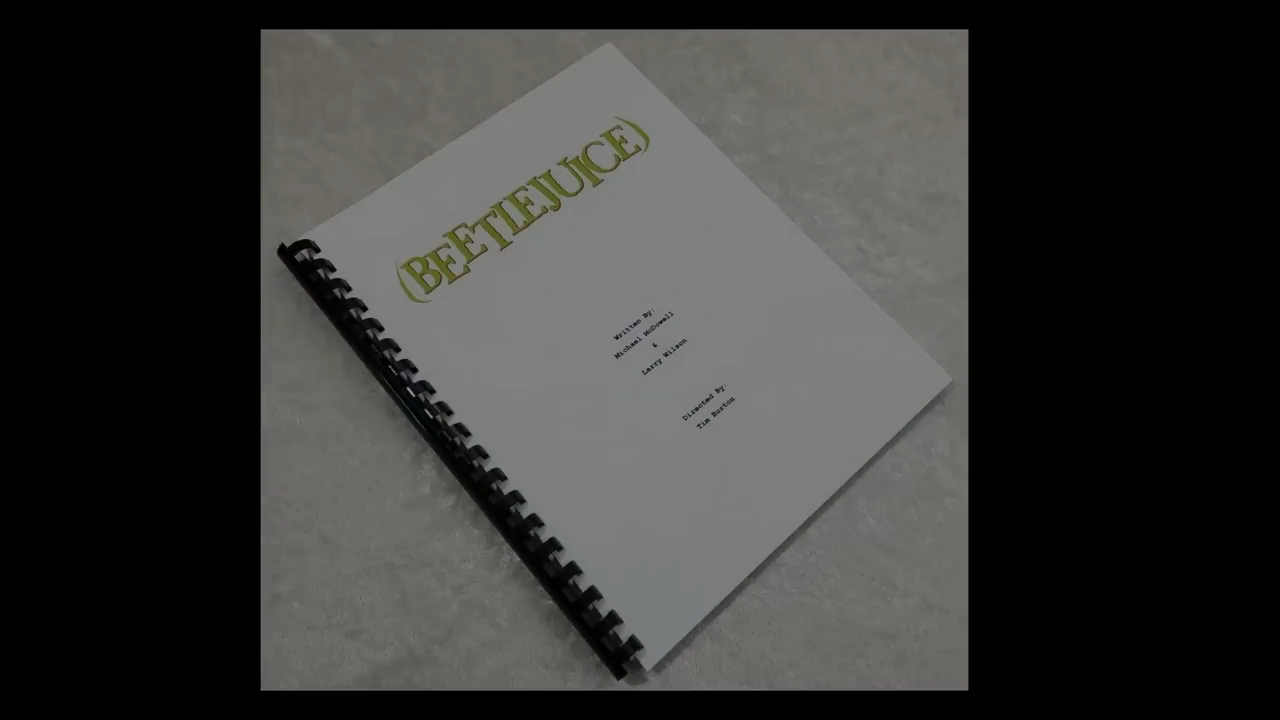 (BEETLEJUICE)
Written By:
Michael McDowell
&
Larry Wilson
Directed By:
Tim Burton